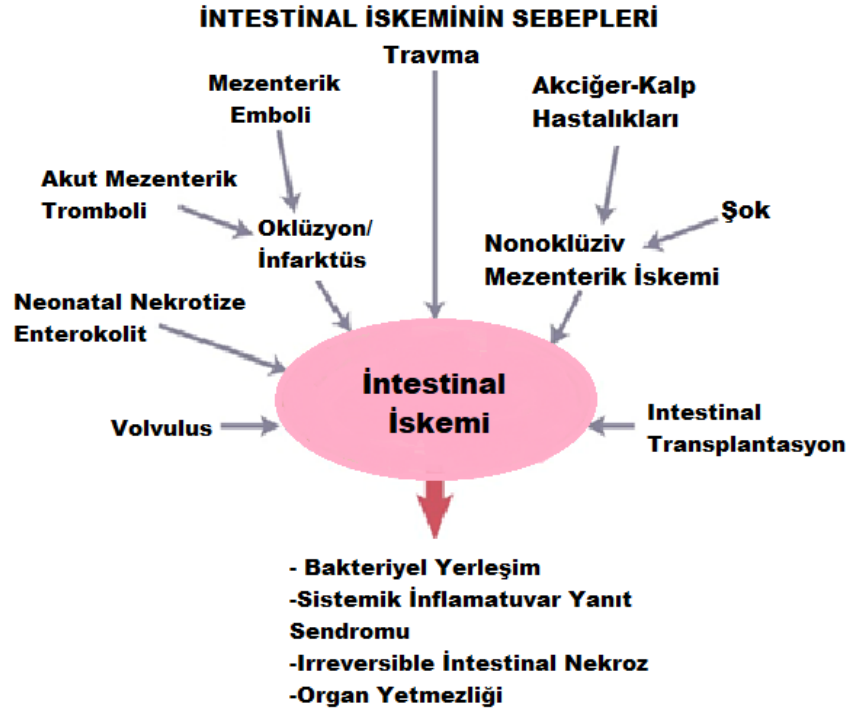 İNTESTİNAL İSKEMİNİN SEBEPLERİ
Travma
Mezenterik
Emboli
Akciğer-Kalp
Hastalıkları
Akut Mezenterik
Tromboli
Oklüzyon/
İnfarktüs
Şok
Nonoklüziv
Mezenterik İskemi
Neonatal Nekrotize
Enterokolit
İntestinal
İskemi
Volvulus
Intestinal
Transplantasyon
- Bakteriyel Yerleşim
-Sistemik İnflamatuvar Yanıt
Sendromu
-Irreversible İntestinal Nekroz
-Organ Yetmezliği